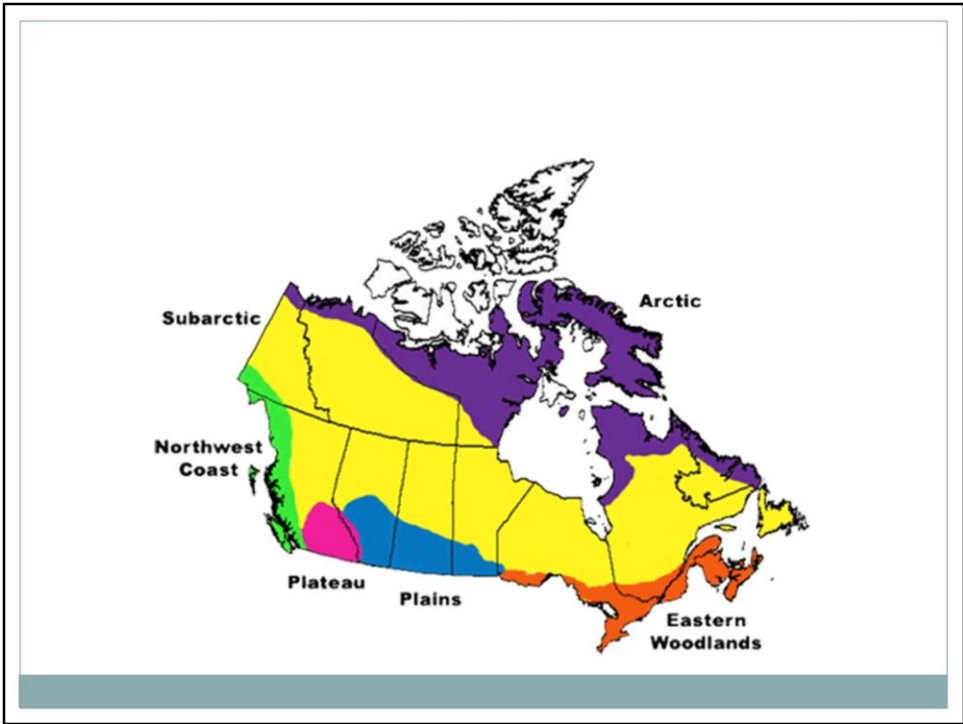 Arctic
Subarctic
Northwest
Coast
Plateau
Plains
Eastern
Woodlands